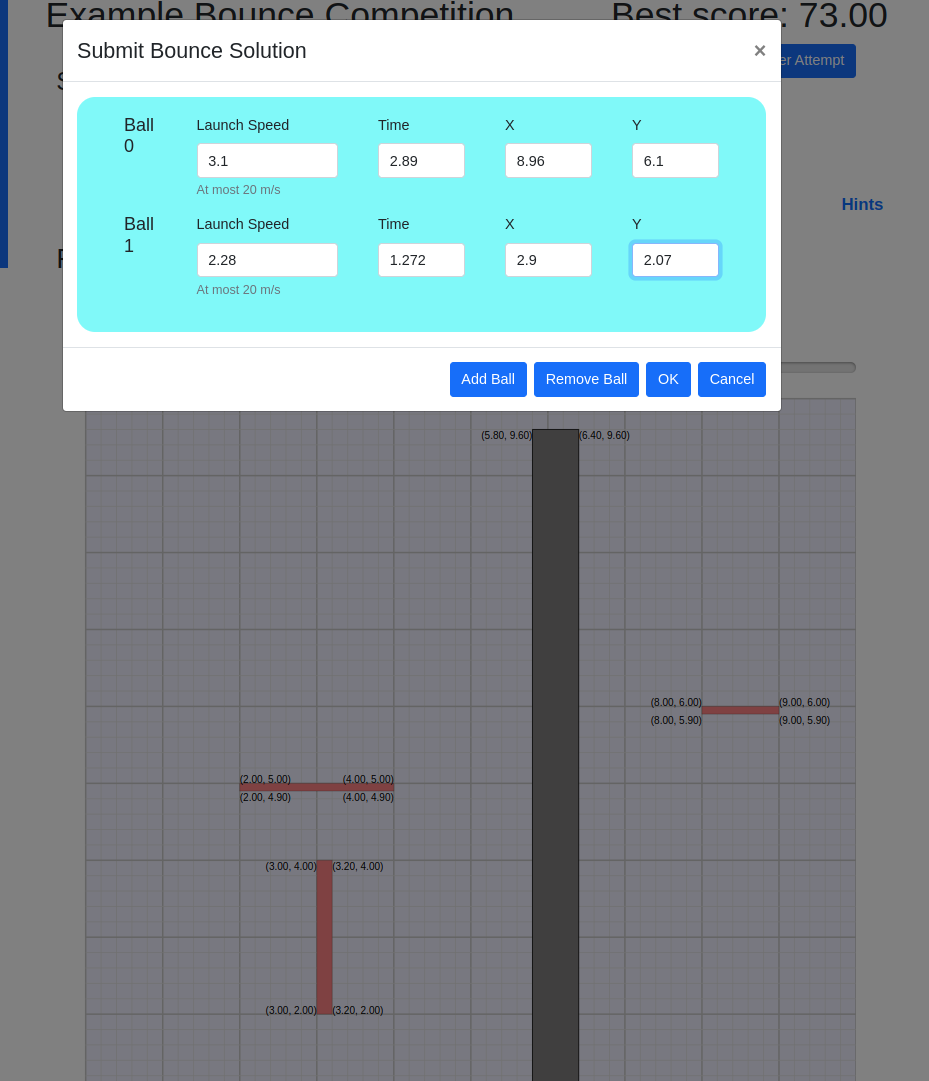 Example Bounce Competition
Best score: 73.00
Submit Bounce Solution
×
er Attempt
Ball 0
Launch Speed
Time
X
Y
3.1
2.89
8.96
6.1
At most 20 m/s
Hints
Ball 1
Launch Speed
Time
X
Y
2.28
1.272
2.9
2.07
At most 20 m/s
Add Ball
Remove Ball
OK
Cancel
(5.80, 9.60)
(6.40, 9.60)
(8.00, 6.00)
(9.00, 6.00)
(8.00, 5.90)
(9.00, 5.90)
(2.00, 5.00)
(4.00, 5.00)
(2.00, 4.90)
(4.00, 4.90)
(3.00, 4.00)
(3.20, 4.00)
(3.00, 2.00)
(3.20, 2.00)